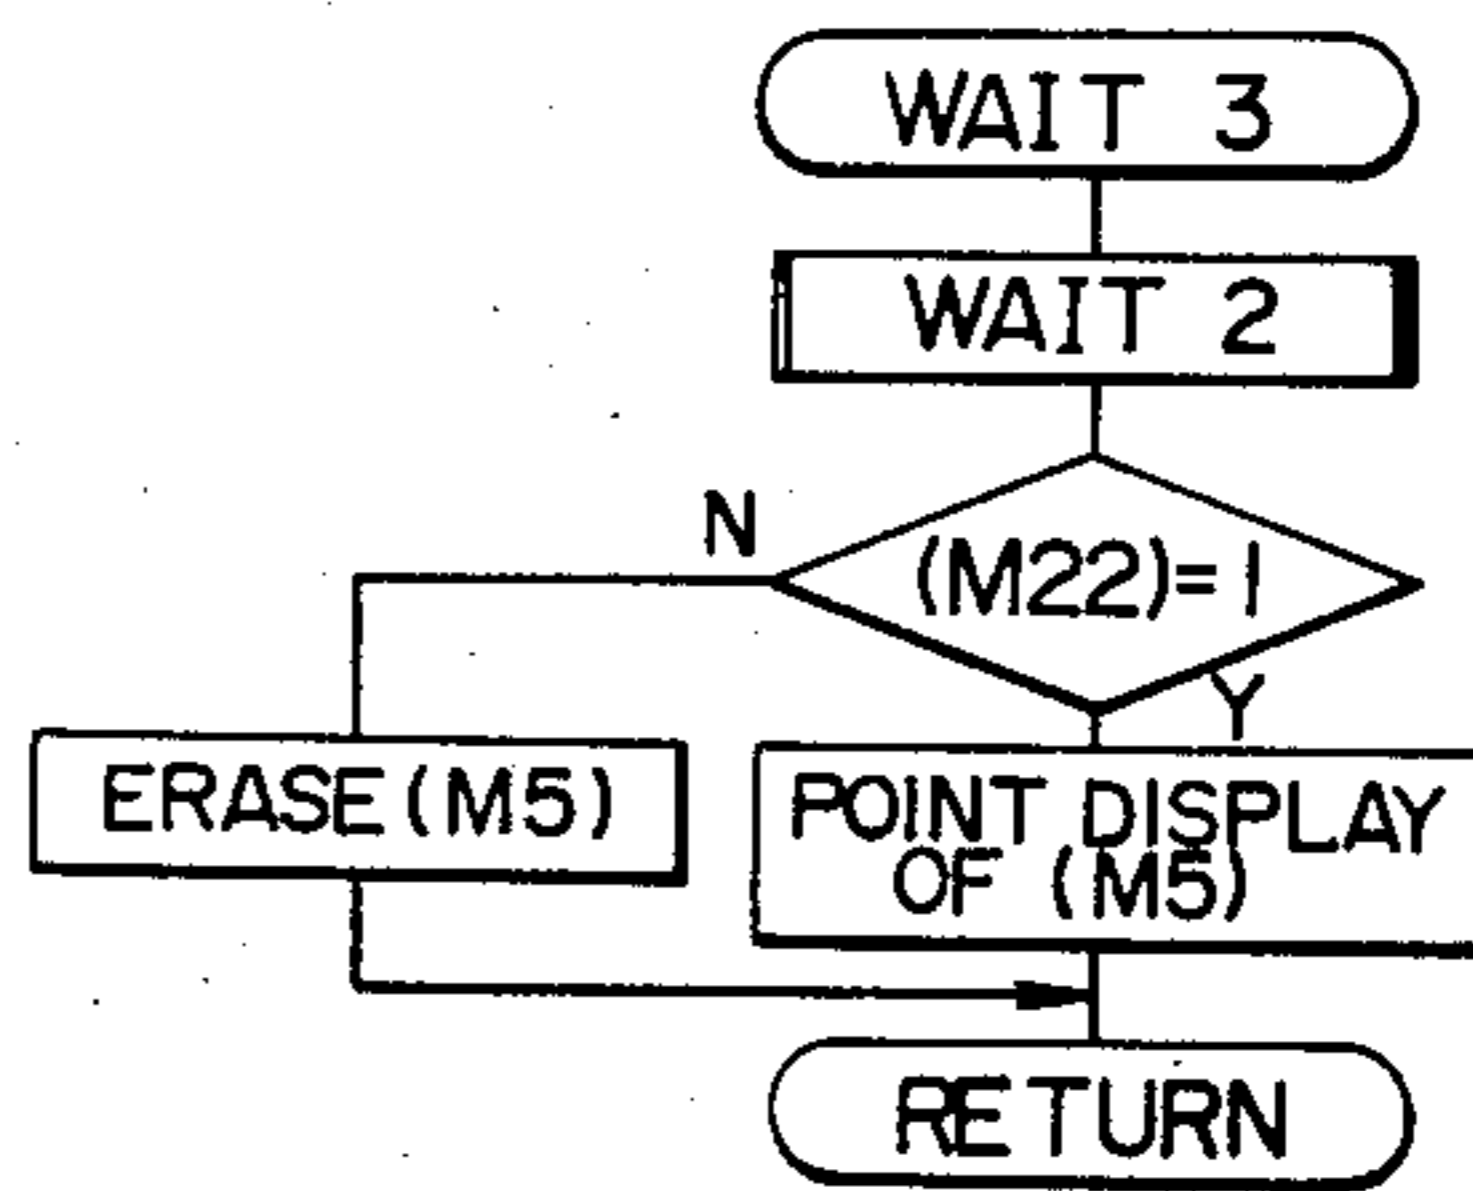 WAIT 3
WAIT 2
N
(M22)=1
Y
ERASE(M5)
POINT DISPLAY
OF (M5)
RETURN